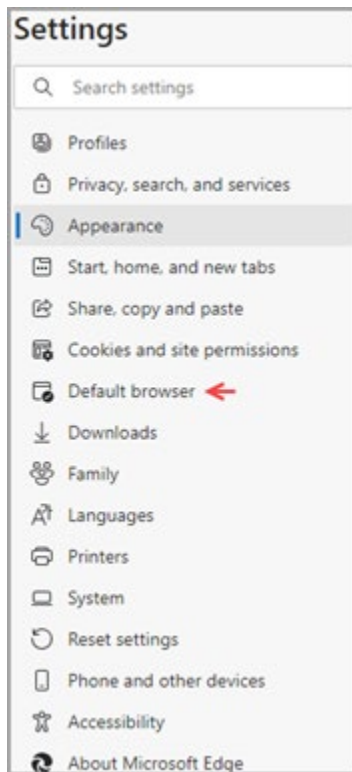 Settings
Search settings
Profiles
Privacy, search, and services
Appearance
Start, home, and new tabs
Share, copy and paste
Cookies and site permissions
Default browser
Downloads
Family
Languages
Printers
System
Reset settings
Phone and other devices
Accessibility
About Microsoft Edge